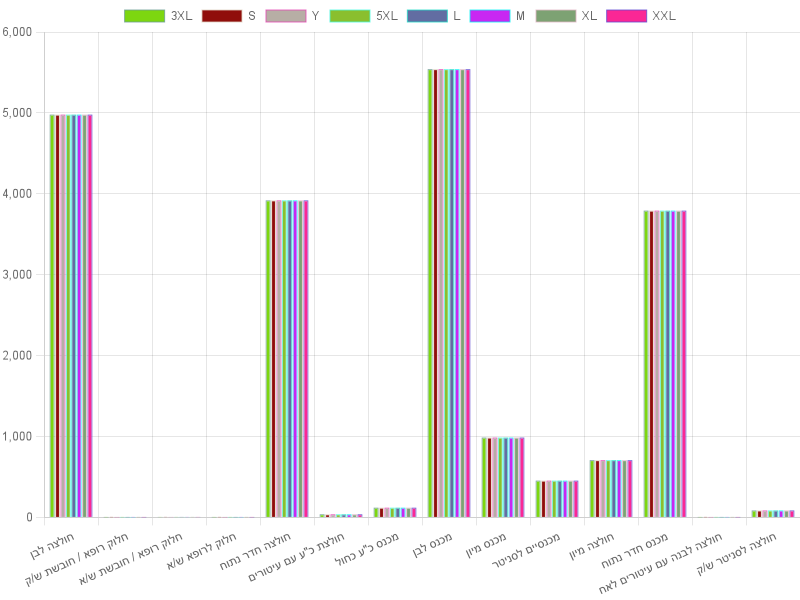 3XL S Y 5XL L M XL XXL
6,000
5,000
4,000
3,000
2,000
1,000
0
חולצה לבן
חלוק רופא / חובשת ש/ק
חלוק רופא / חובשת ש/א
חלוק לרופא ש/א
חולצה חדר נתוח
חולצת כ"ע עם עיטורים
מכנס כ"ע כחול
מכנס לבן
מכנס מיון
מכנסיים לסניטר
חולצה מיון
מכנס חדר נתוח
חולצה לבנה עם עיטורים לאח
חולצה לסניטר ש/ק